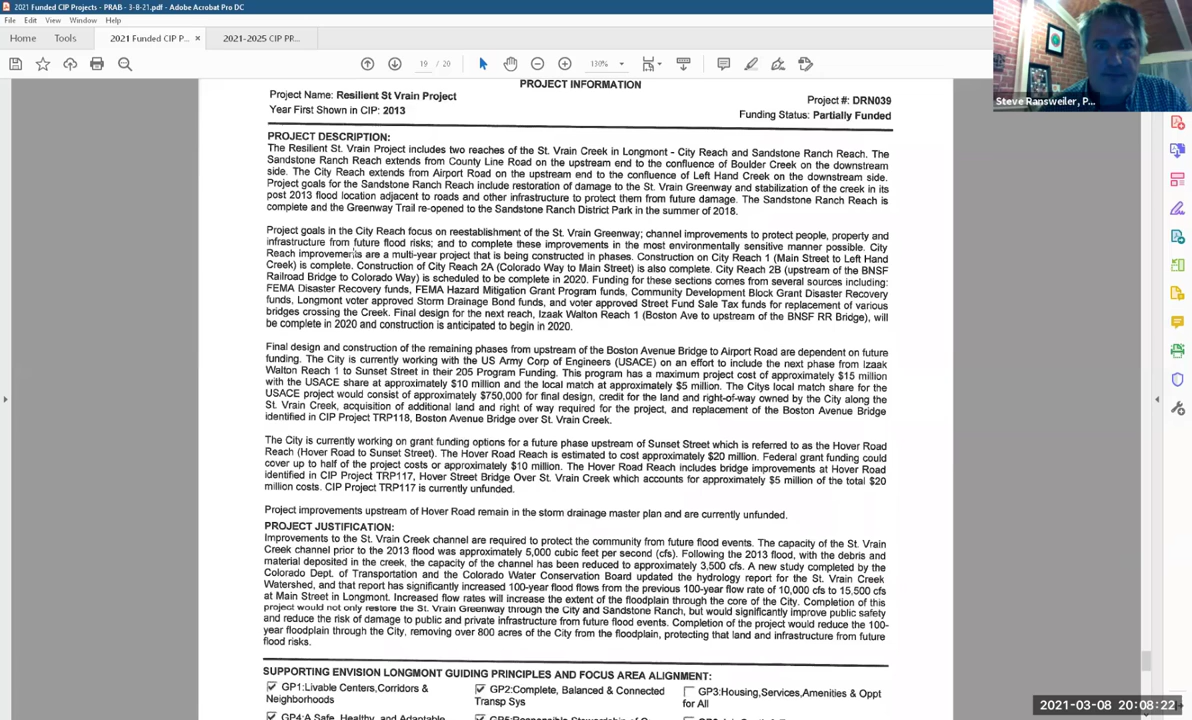 2021 Funded CIP Projects - PRAB - 3-8-21.pdf - Adobe Acrobat Pro DC
File Edit View Window Help
Home Tools 2021 Funded CIP P... × 2021-2025 CIP PR...
19 / 20 130%
Steve Ransweiler, P...
PROJECT INFORMATION
Project Name: Resilient St Vrain Project Project #: DRN039
Year First Shown in CIP: 2013 Funding Status: Partially Funded
PROJECT DESCRIPTION:
The Resilient St. Vrain Project includes two reaches of the St. Vrain Creek in Longmont - City Reach and Sandstone Ranch Reach. The
Sandstone Ranch Reach extends from County Line Road on the upstream end to the confluence of Boulder Creek on the downstream
side. The City Reach extends from Airport Road on the upstream end to the confluence of Left Hand Creek on the downstream side.
Project goals for the Sandstone Ranch Reach include restoration of damage to the St. Vrain Greenway and stabilization of the creek in its
post 2013 flood location adjacent to roads and other infrastructure to protect them from future damage. The Sandstone Ranch Reach is
complete and the Greenway Trail re-opened to the Sandstone Ranch District Park in the summer of 2018.
Project goals in the City Reach focus on reestablishment of the St. Vrain Greenway; channel improvements to protect people, property and
infrastructure from future flood risks; and to complete these improvements in the most environmentally sensitive manner possible. City
Reach improvements are a multi-year project that is being constructed in phases. Construction on City Reach 1 (Main Street to Left Hand
Creek) is complete. Construction of City Reach 2A (Colorado Way to Main Street) is also complete. City Reach 2B (upstream of the BNSF
Railroad Bridge to Colorado Way) is scheduled to be complete in 2020. Funding for these sections comes from several sources including:
FEMA Disaster Recovery funds, FEMA Hazard Mitigation Grant Program funds, Community Development Block Grant Disaster Recovery
funds, Longmont voter approved Storm Drainage Bond funds, and voter approved Street Fund Sale Tax funds for replacement of various
bridges crossing the Creek. Final design for the next reach, Izaak Walton Reach 1 (Boston Ave to upstream of the BNSF RR Bridge), will
be complete in 2020 and construction is anticipated to begin in 2020.
Final design and construction of the remaining phases from upstream of the Boston Avenue Bridge to Airport Road are dependent on future
funding. The City is currently working with the US Army Corp of Engineers (USACE) on an effort to include the next phase from Izaak
Walton Reach 1 to Sunset Street in their 205 Program Funding. This program has a maximum project cost of approximately $15 million
with the USACE share at approximately $10 million and the local match at approximately $5 million. The Citys local match share for the
USACE project would consist of approximately $750,000 for final design, credit for the land and right-of-way owned by the City along the
St. Vrain Creek, acquisition of additional land and right of way required for the project, and replacement of the Boston Avenue Bridge
identified in CIP Project TRP118, Boston Avenue Bridge over St. Vrain Creek.
The City is currently working on grant funding options for a future phase upstream of Sunset Street which is referred to as the Hover Road
Reach (Hover Road to Sunset Street). The Hover Road Reach is estimated to cost approximately $20 million. Federal grant funding could
cover up to half of the project costs or approximately $10 million. The Hover Road Reach includes bridge improvements at Hover Road
identified in CIP Project TRP117, Hover Street Bridge Over St. Vrain Creek which accounts for approximately $5 million of the total $20
million costs. CIP Project TRP117 is currently unfunded.
Project improvements upstream of Hover Road remain in the storm drainage master plan and are currently unfunded.
PROJECT JUSTIFICATION:
Improvements to the St. Vrain Creek channel are required to protect the community from future flood events. The capacity of the St. Vrain
Creek channel prior to the 2013 flood was approximately 5,000 cubic feet per second (cfs). Following the 2013 flood, with the debris and
material deposited in the creek, the capacity of the channel has been reduced to approximately 3,500 cfs. A new study completed by the
Colorado Dept. of Transportation and the Colorado Water Conservation Board updated the hydrology report for the St. Vrain Creek
Watershed, and that report has significantly increased 100-year flood flows from the previous 100-year flow rate of 10,000 cfs to 15,500 cfs
at Main Street in Longmont. Increased flow rates will increase the extent of the floodplain through the core of the City. Completion of this
project would not only restore the St. Vrain Greenway through the City and Sandstone Ranch, but would significantly improve public safety
and reduce the risk of damage to public and private infrastructure from future flood events. Completion of the project would reduce the 100-
year floodplain through the City, removing over 800 acres of the City from the floodplain, protecting that land and infrastructure from future
flood risks.
SUPPORTING ENVISION LONGMONT GUIDING PRINCIPLES AND FOCUS AREA ALIGNMENT:
GP1:Livable Centers,Corridors & GP2:Complete, Balanced & Connected GP3:Housing,Services,Amenities & Oppt
Neighborhoods Transp Sys for All
GP4:A Safe, Healthy, and Adaptable
2021-03-08 20:08:22